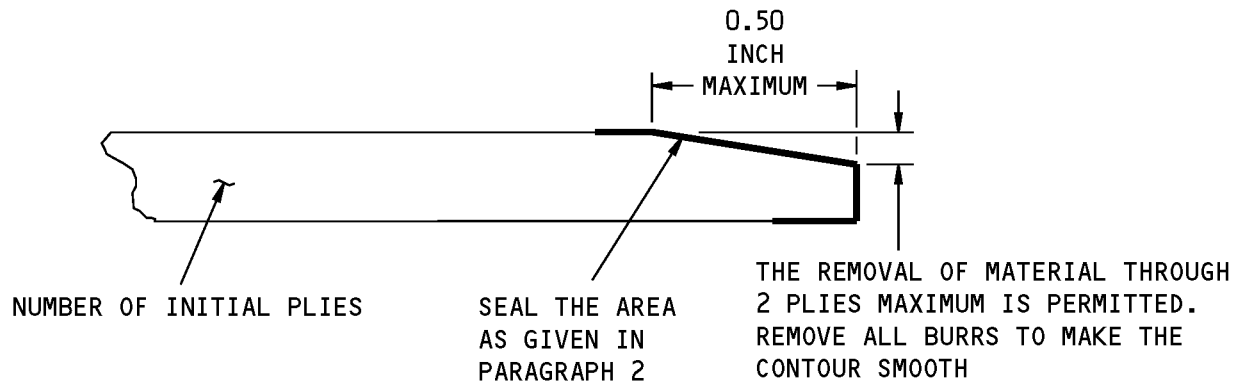 0.50
INCH
MAXIMUM
NUMBER OF INITIAL PLIES
SEAL THE AREA
AS GIVEN IN
PARAGRAPH 2
THE REMOVAL OF MATERIAL THROUGH
2 PLIES MAXIMUM IS PERMITTED.
REMOVE ALL BURRS TO MAKE THE
CONTOUR SMOOTH